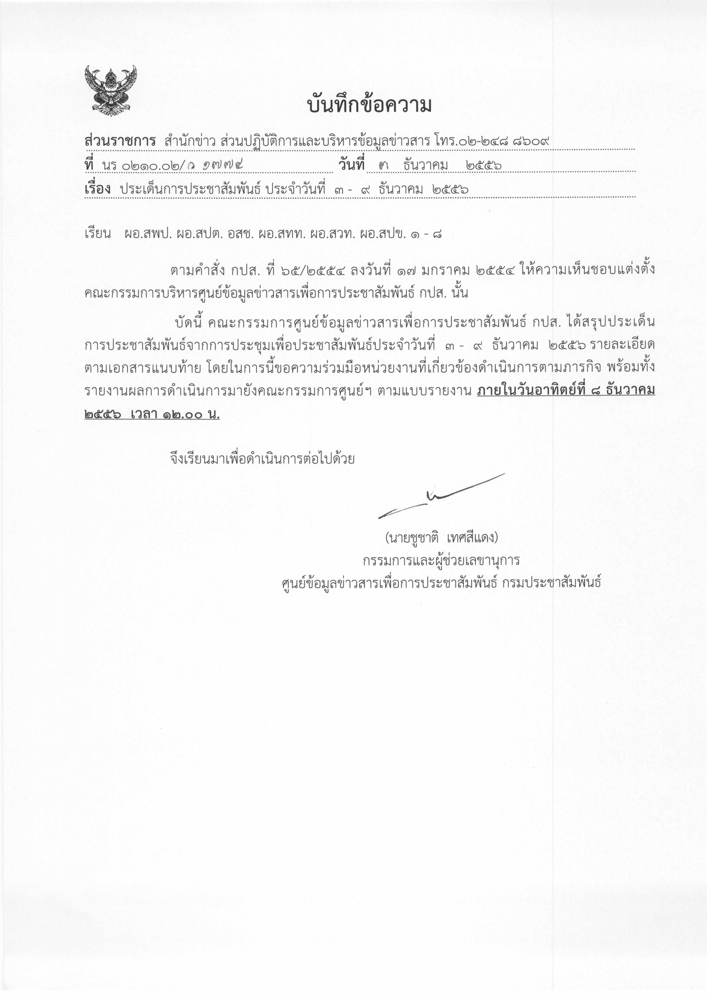 บันทึกข้อความ
ส่วนราชการ สำนักข่าว ส่วนปฏิบัติการและบริหารข้อมูลข่าวสาร โทร.๐๒-๒๔๘ ๘๖๐๙
ที่ นร ๐๒๑๐.๐๒/ ๑๗๗๔ วันที่ ๓ ธันวาคม ๒๕๕๖
เรื่อง ประเด็นการประชาสัมพันธ์ ประจำวันที่ ๓ - ๙ ธันวาคม ๒๕๕๖
เรียน ผอ.สพป. ผอ.สปต. อสช. ผอ.สทท. ผอ.สวท. ผอ.สปข. ๑ - ๘
ตามคำสั่ง กปส. ที่ ๖๕/๒๕๕๔ ลงวันที่ ๑๗ มกราคม ๒๕๕๔ ให้ความเห็นชอบแต่งตั้ง
คณะกรรมการบริหารศูนย์ข้อมูลข่าวสารเพื่อการประชาสัมพันธ์ กปส. นั้น
บัดนี้ คณะกรรมการศูนย์ข้อมูลข่าวสารเพื่อการประชาสัมพันธ์ กปส. ได้สรุปประเด็น
การประชาสัมพันธ์จากการประชุมเพื่อประชาสัมพันธ์ประจำวันที่ ๓ - ๙ ธันวาคม ๒๕๕๖ รายละเอียด
ตามเอกสารแนบท้าย โดยในการนี้ขอความร่วมมือหน่วยงานที่เกี่ยวข้องดำเนินการตามภารกิจ พร้อมทั้ง
รายงานผลการดำเนินการมายังคณะกรรมการศูนย์ฯ ตามแบบรายงาน ภายในวันอาทิตย์ที่ ๘ ธันวาคม
๒๕๕๖ เวลา ๑๒.๐๐ น.
จึงเรียนมาเพื่อดำเนินการต่อไปด้วย
(นายชูชาติ เทศสีแดง)
กรรมการและผู้ช่วยเลขานุการ
ศูนย์ข้อมูลข่าวสารเพื่อการประชาสัมพันธ์ กรมประชาสัมพันธ์